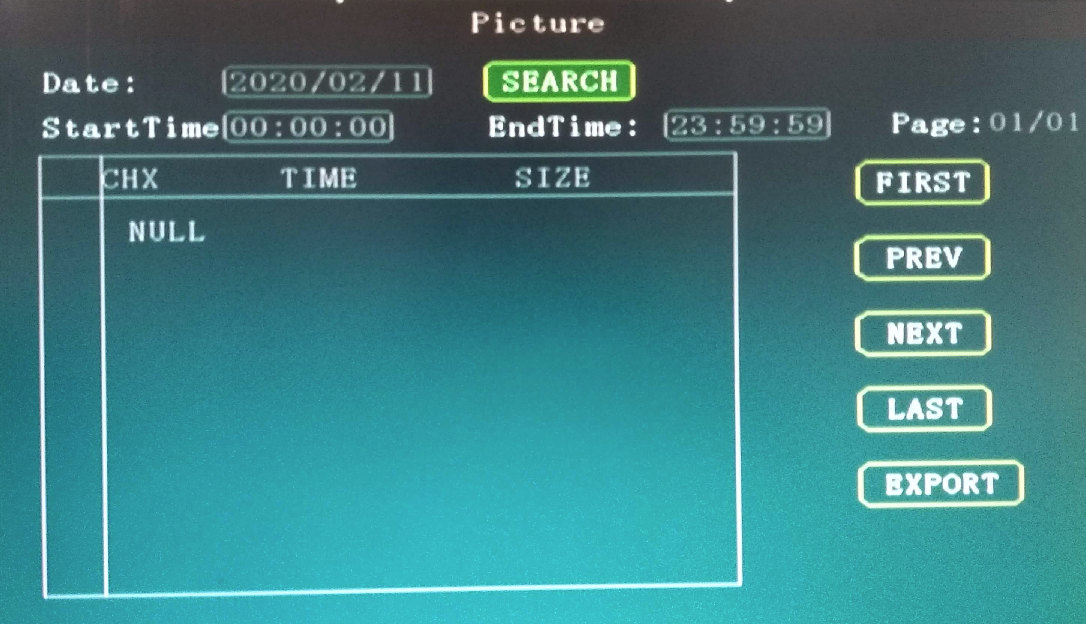 Picture
Date: 2020/02/11 SEARCH
StartTime 00:00:00 EndTime: 23:59:59 Page: 01/01
CHX TIME SIZE
NULL
FIRST
PREV
NEXT
LAST
EXPORT